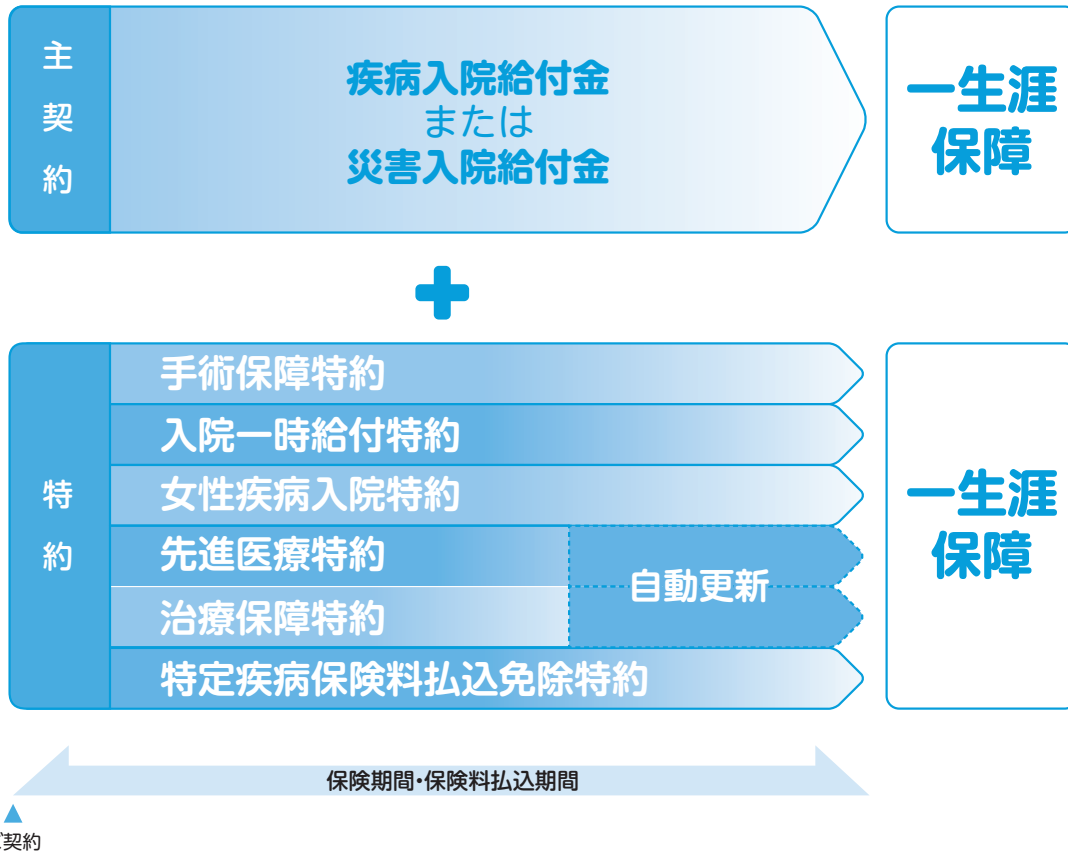 主契約
疾病入院給付金
または
災害入院給付金
一生涯
保障
特約
手術保障特約
入院一時給付特約
女性疾病入院特約
先進医療特約
治療保障特約
自動更新
特定疾病保険料払込免除特約
一生涯
保障
保険期間・保険料払込期間
ご契約